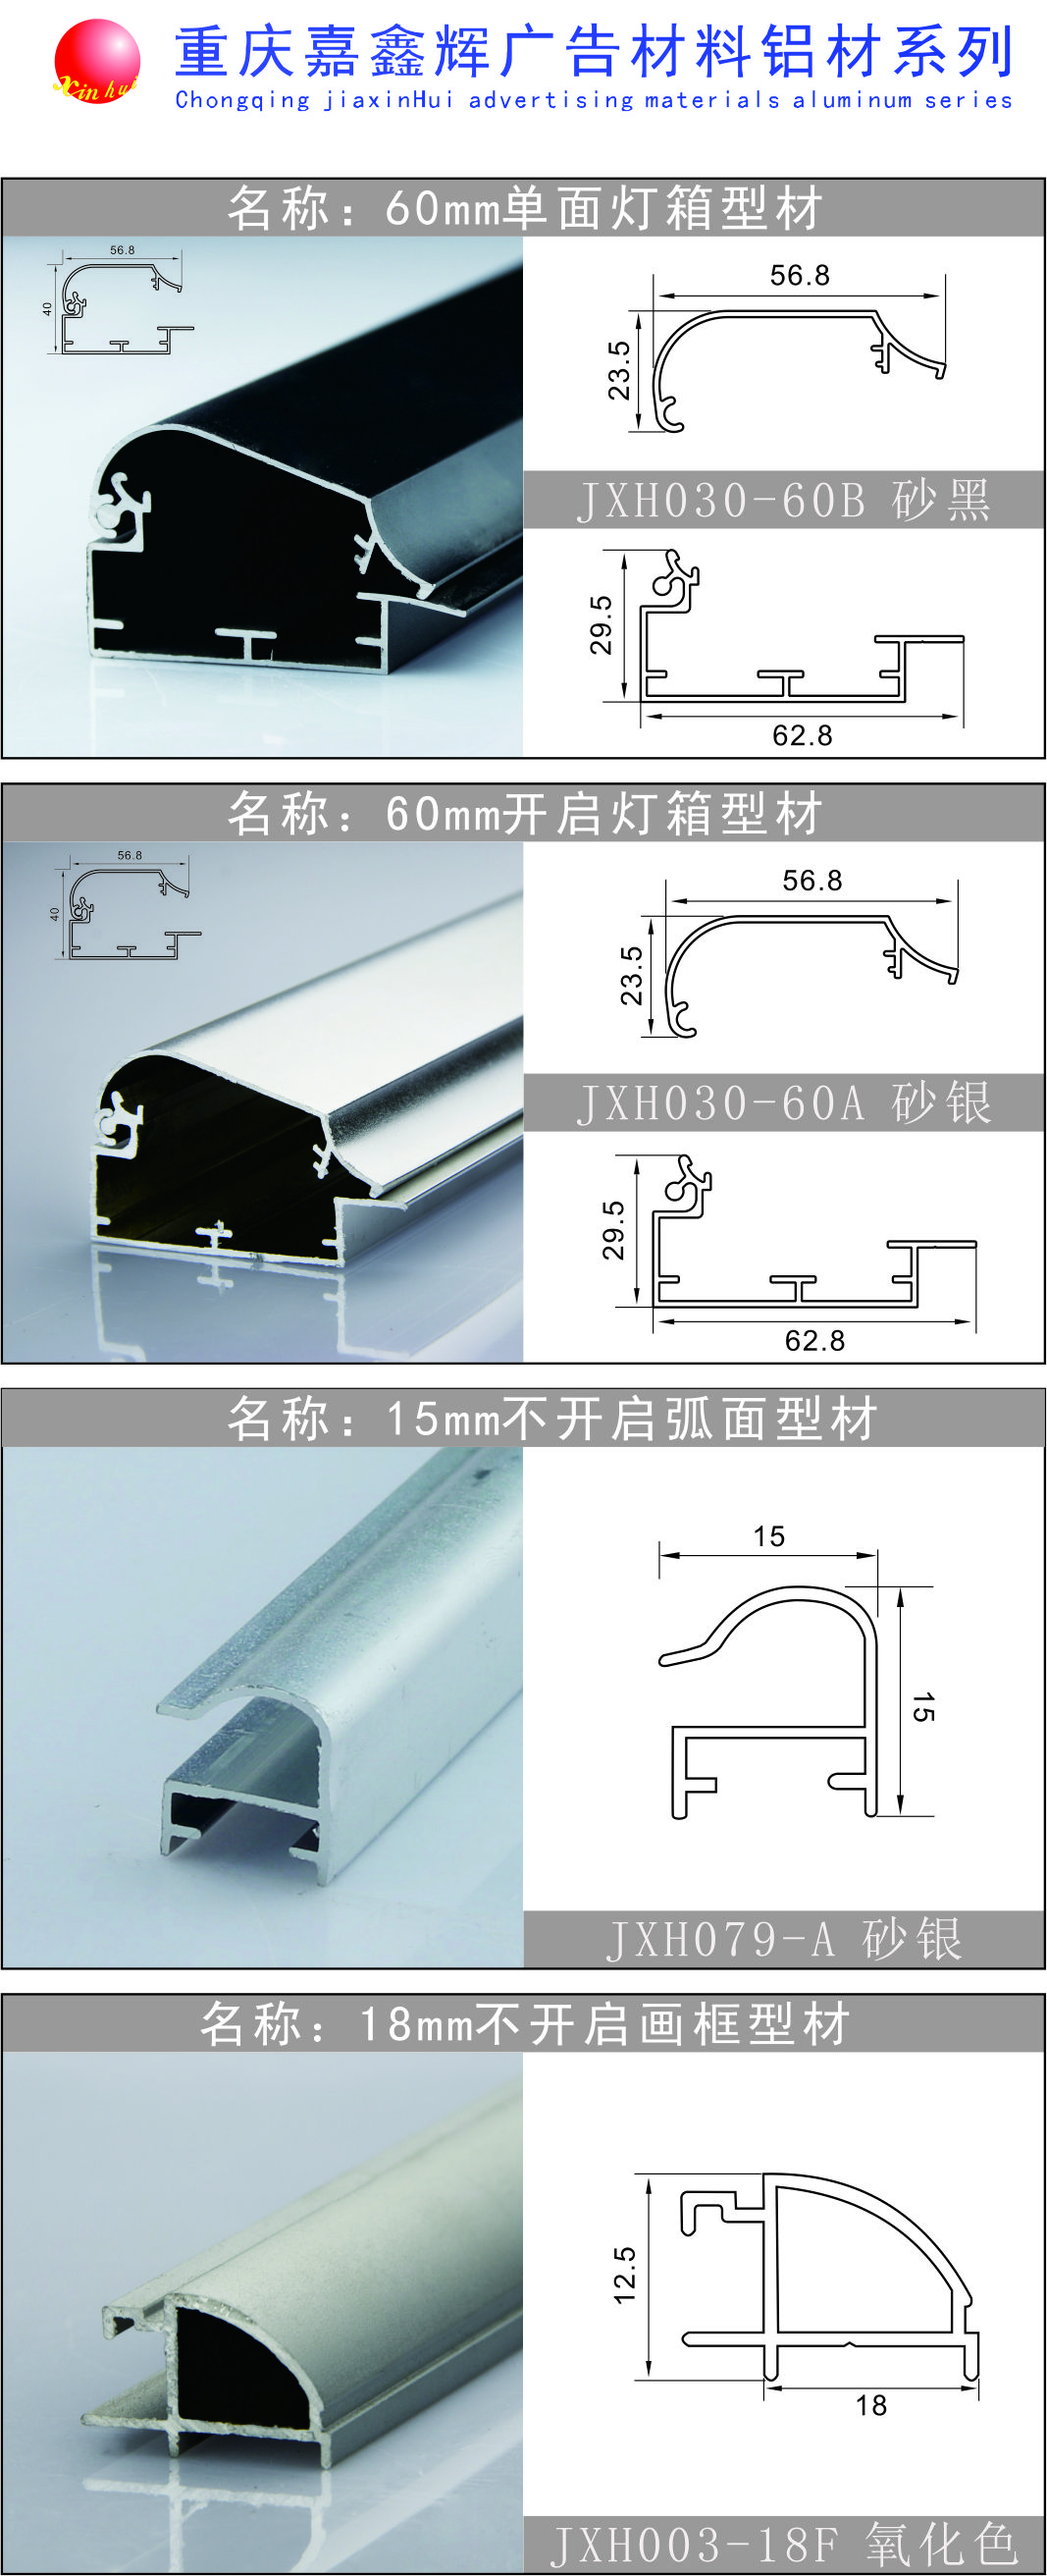 xin hui
重庆嘉鑫辉广告材料铝材系列
Chongqing jiaxinHui advertising materials aluminum series
名称：60mm单面灯箱型材
56.8
40
56.8
23.5
JXH030-60B 砂黑
29.5
62.8
名称：60mm开启灯箱型材
56.8
40
56.8
23.5
JXH030-60A 砂银
29.5
62.8
名称：15mm不开启弧面型材
15
15
JXH079-A 砂银
名称：18mm不开启画框型材
12.5
18
JXH003-18F 氧化色